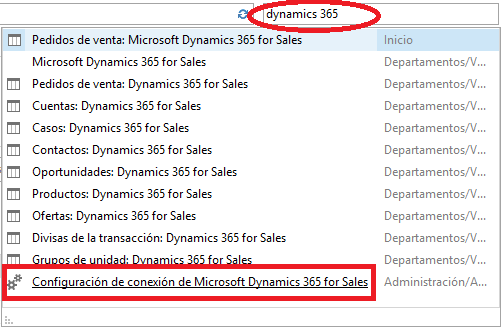 dynamics 365
Pedidos de venta: Microsoft Dynamics 365 for Sales Inicio
Microsoft Dynamics 365 for Sales Departamentos/V...
Pedidos de venta: Dynamics 365 for Sales Departamentos/V...
Cuentas: Dynamics 365 for Sales Departamentos/V...
Casos: Dynamics 365 for Sales Departamentos/V...
Contactos: Dynamics 365 for Sales Departamentos/V...
Oportunidades: Dynamics 365 for Sales Departamentos/V...
Productos: Dynamics 365 for Sales Departamentos/V...
Ofertas: Dynamics 365 for Sales Departamentos/V...
Divisas de la transacción: Dynamics 365 for Sales Departamentos/V...
Grupos de unidad: Dynamics 365 for Sales Departamentos/V...
Configuración de conexión de Microsoft Dynamics 365 for Sales Administración/A...